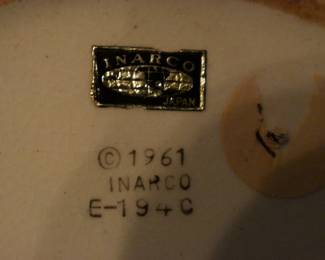 INARCO
JAPAN
© 1961
INARCO
E-194C